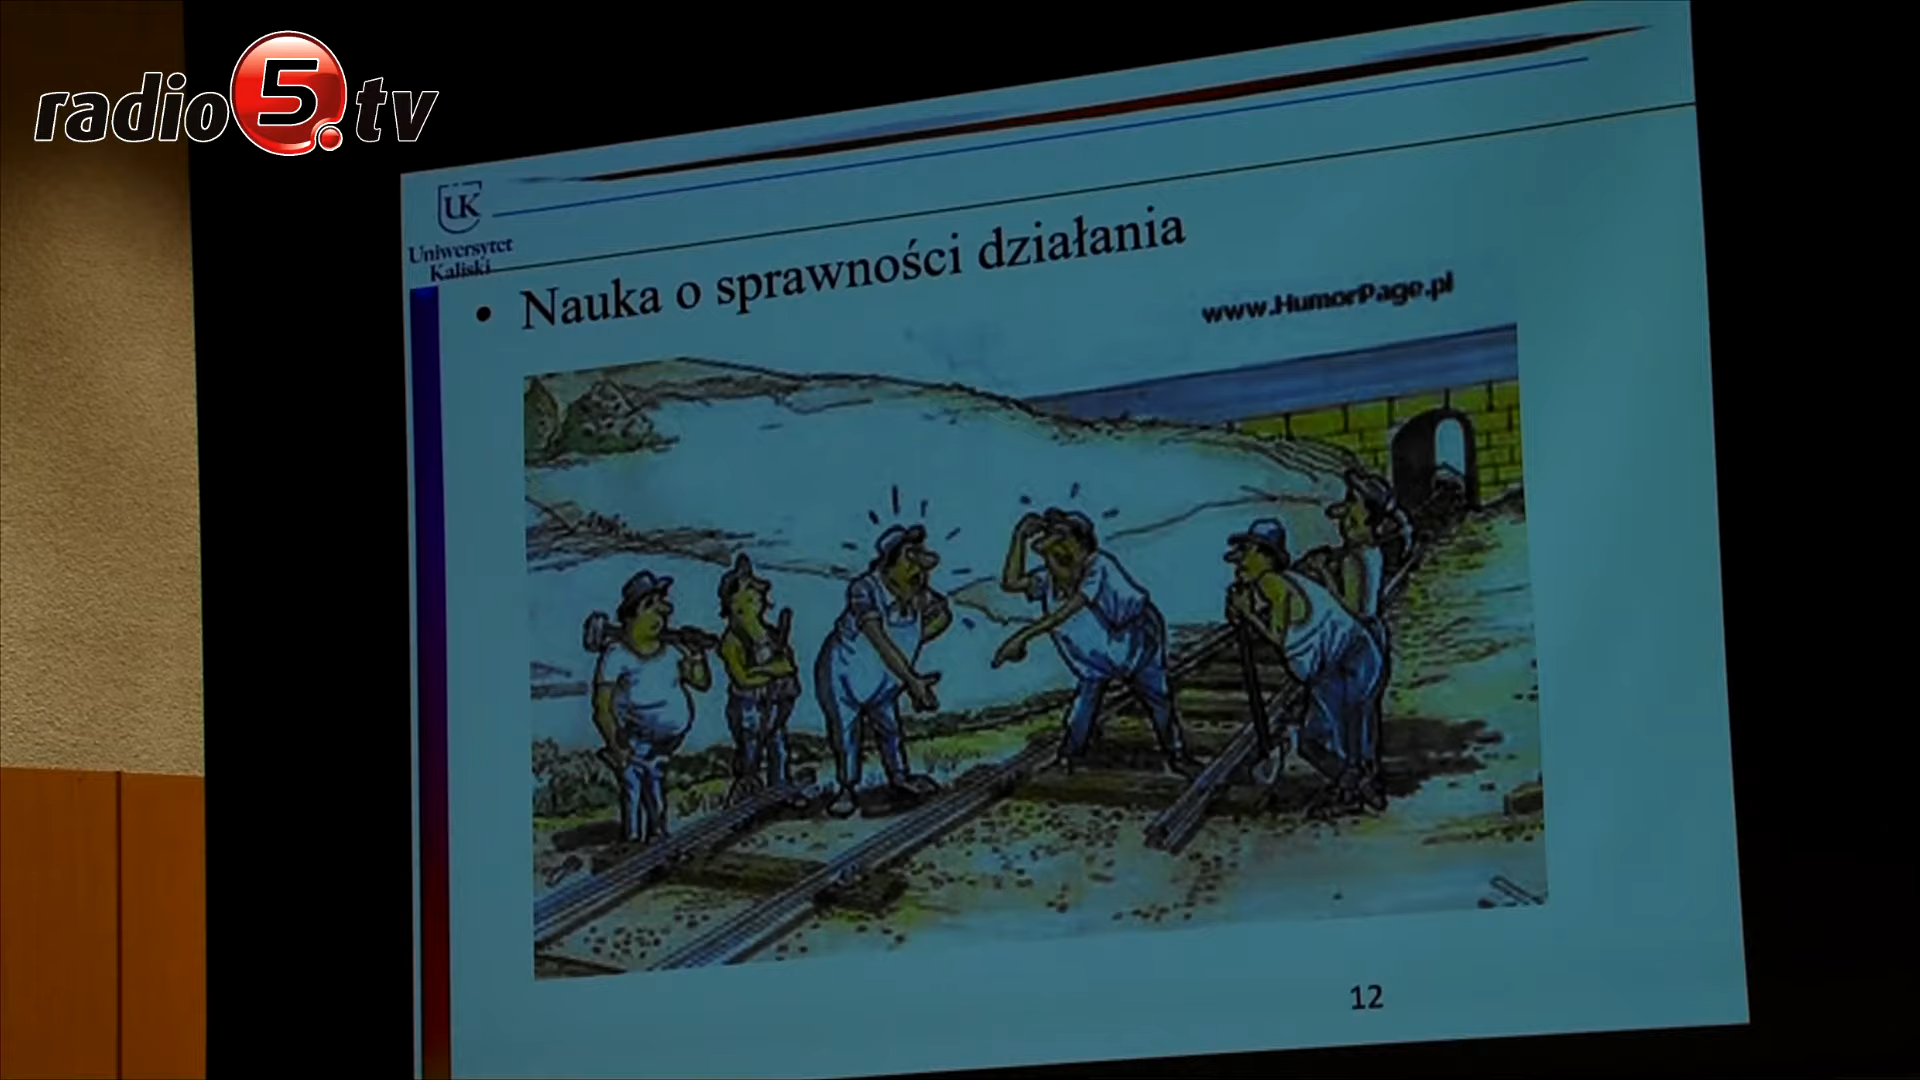 radio5.tv
UK
Uniwersytet
Kaliski
• Nauka o sprawności działania
www.HumorPage.pl
12